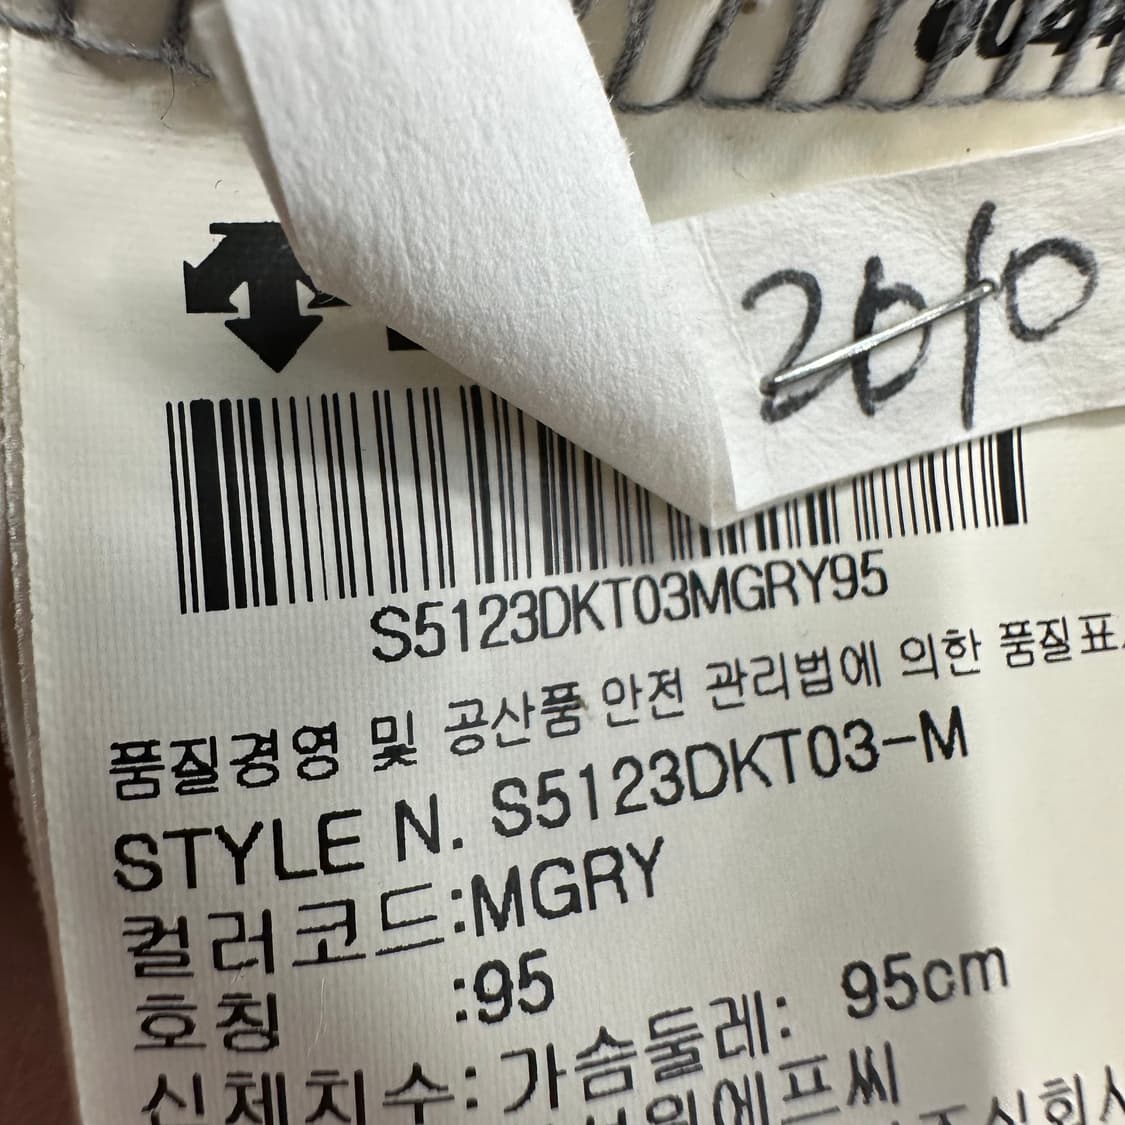 2010
S5123DKT03MGRY95
품질경영 및 공산품 안전 관리법에 의한 품질표
STYLE N. S5123DKT03-M
컬러코드:MGRY
호칭 :95
신체치수: 가슴둘레: 95cm